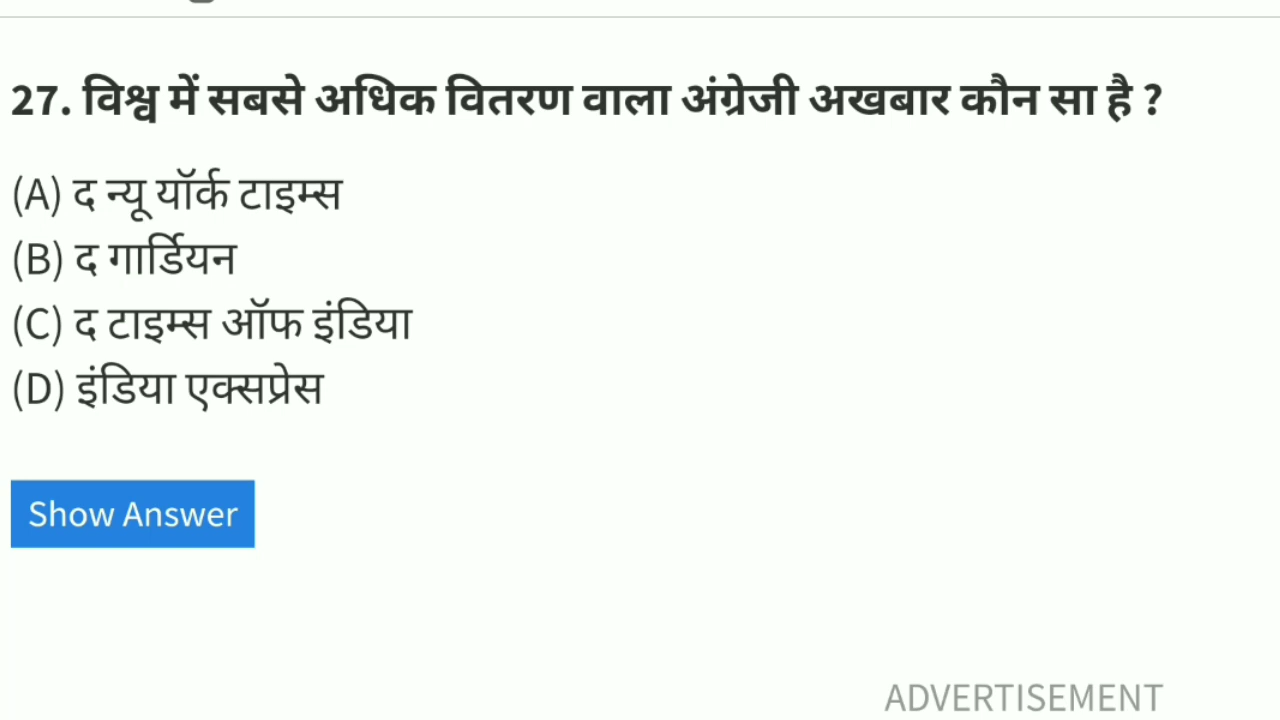 27. विश्व में सबसे अधिक वितरण वाला अंग्रेजी अखबार कौन सा है ?
(A) द न्यू यॉर्क टाइम्स
(B) द गार्डियन
(C) द टाइम्स ऑफ इंडिया
(D) इंडिया एक्सप्रेस
Show Answer
ADVERTISEMENT